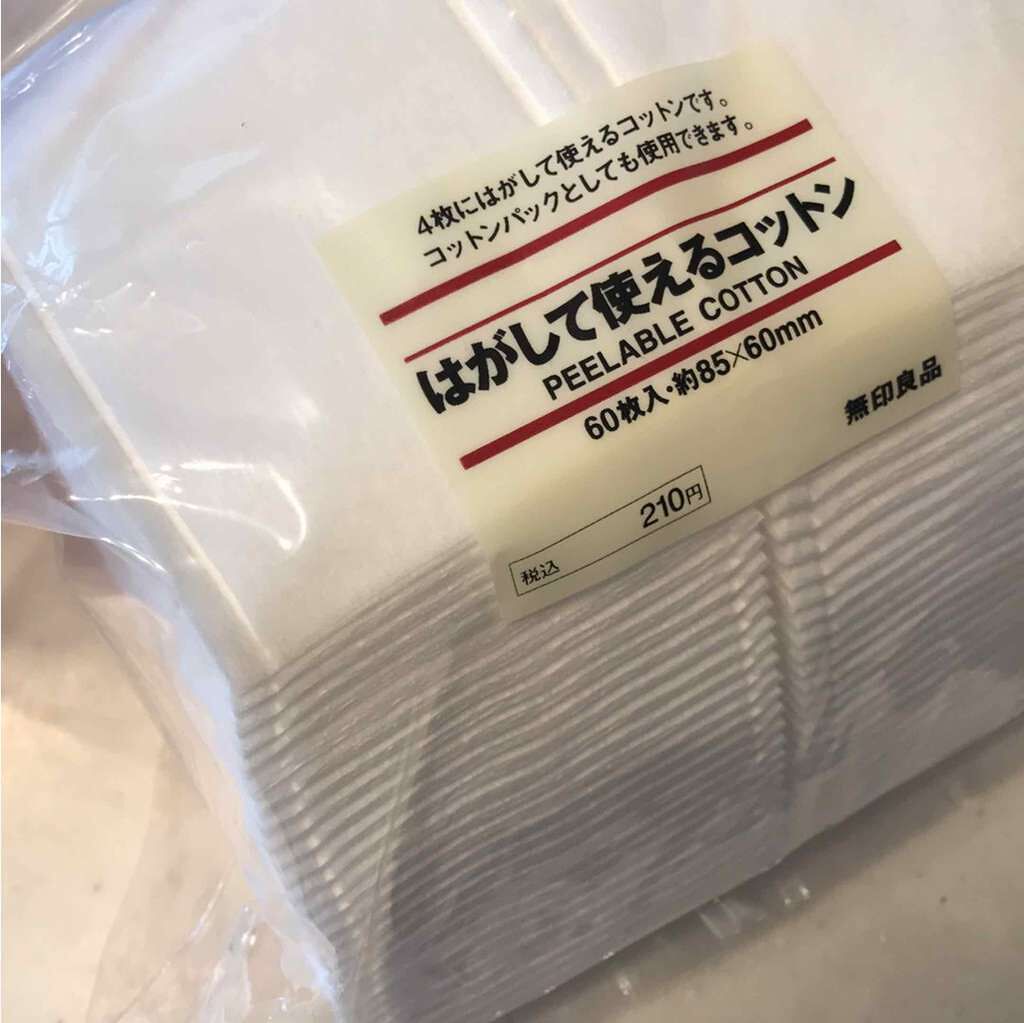 4枚にはがして使えるコットンです。
コットンパックとしても使用できます。
はがして使えるコットン
PEELABLE COTTON
60枚入・約85×60mm
無印良品
210円
税込